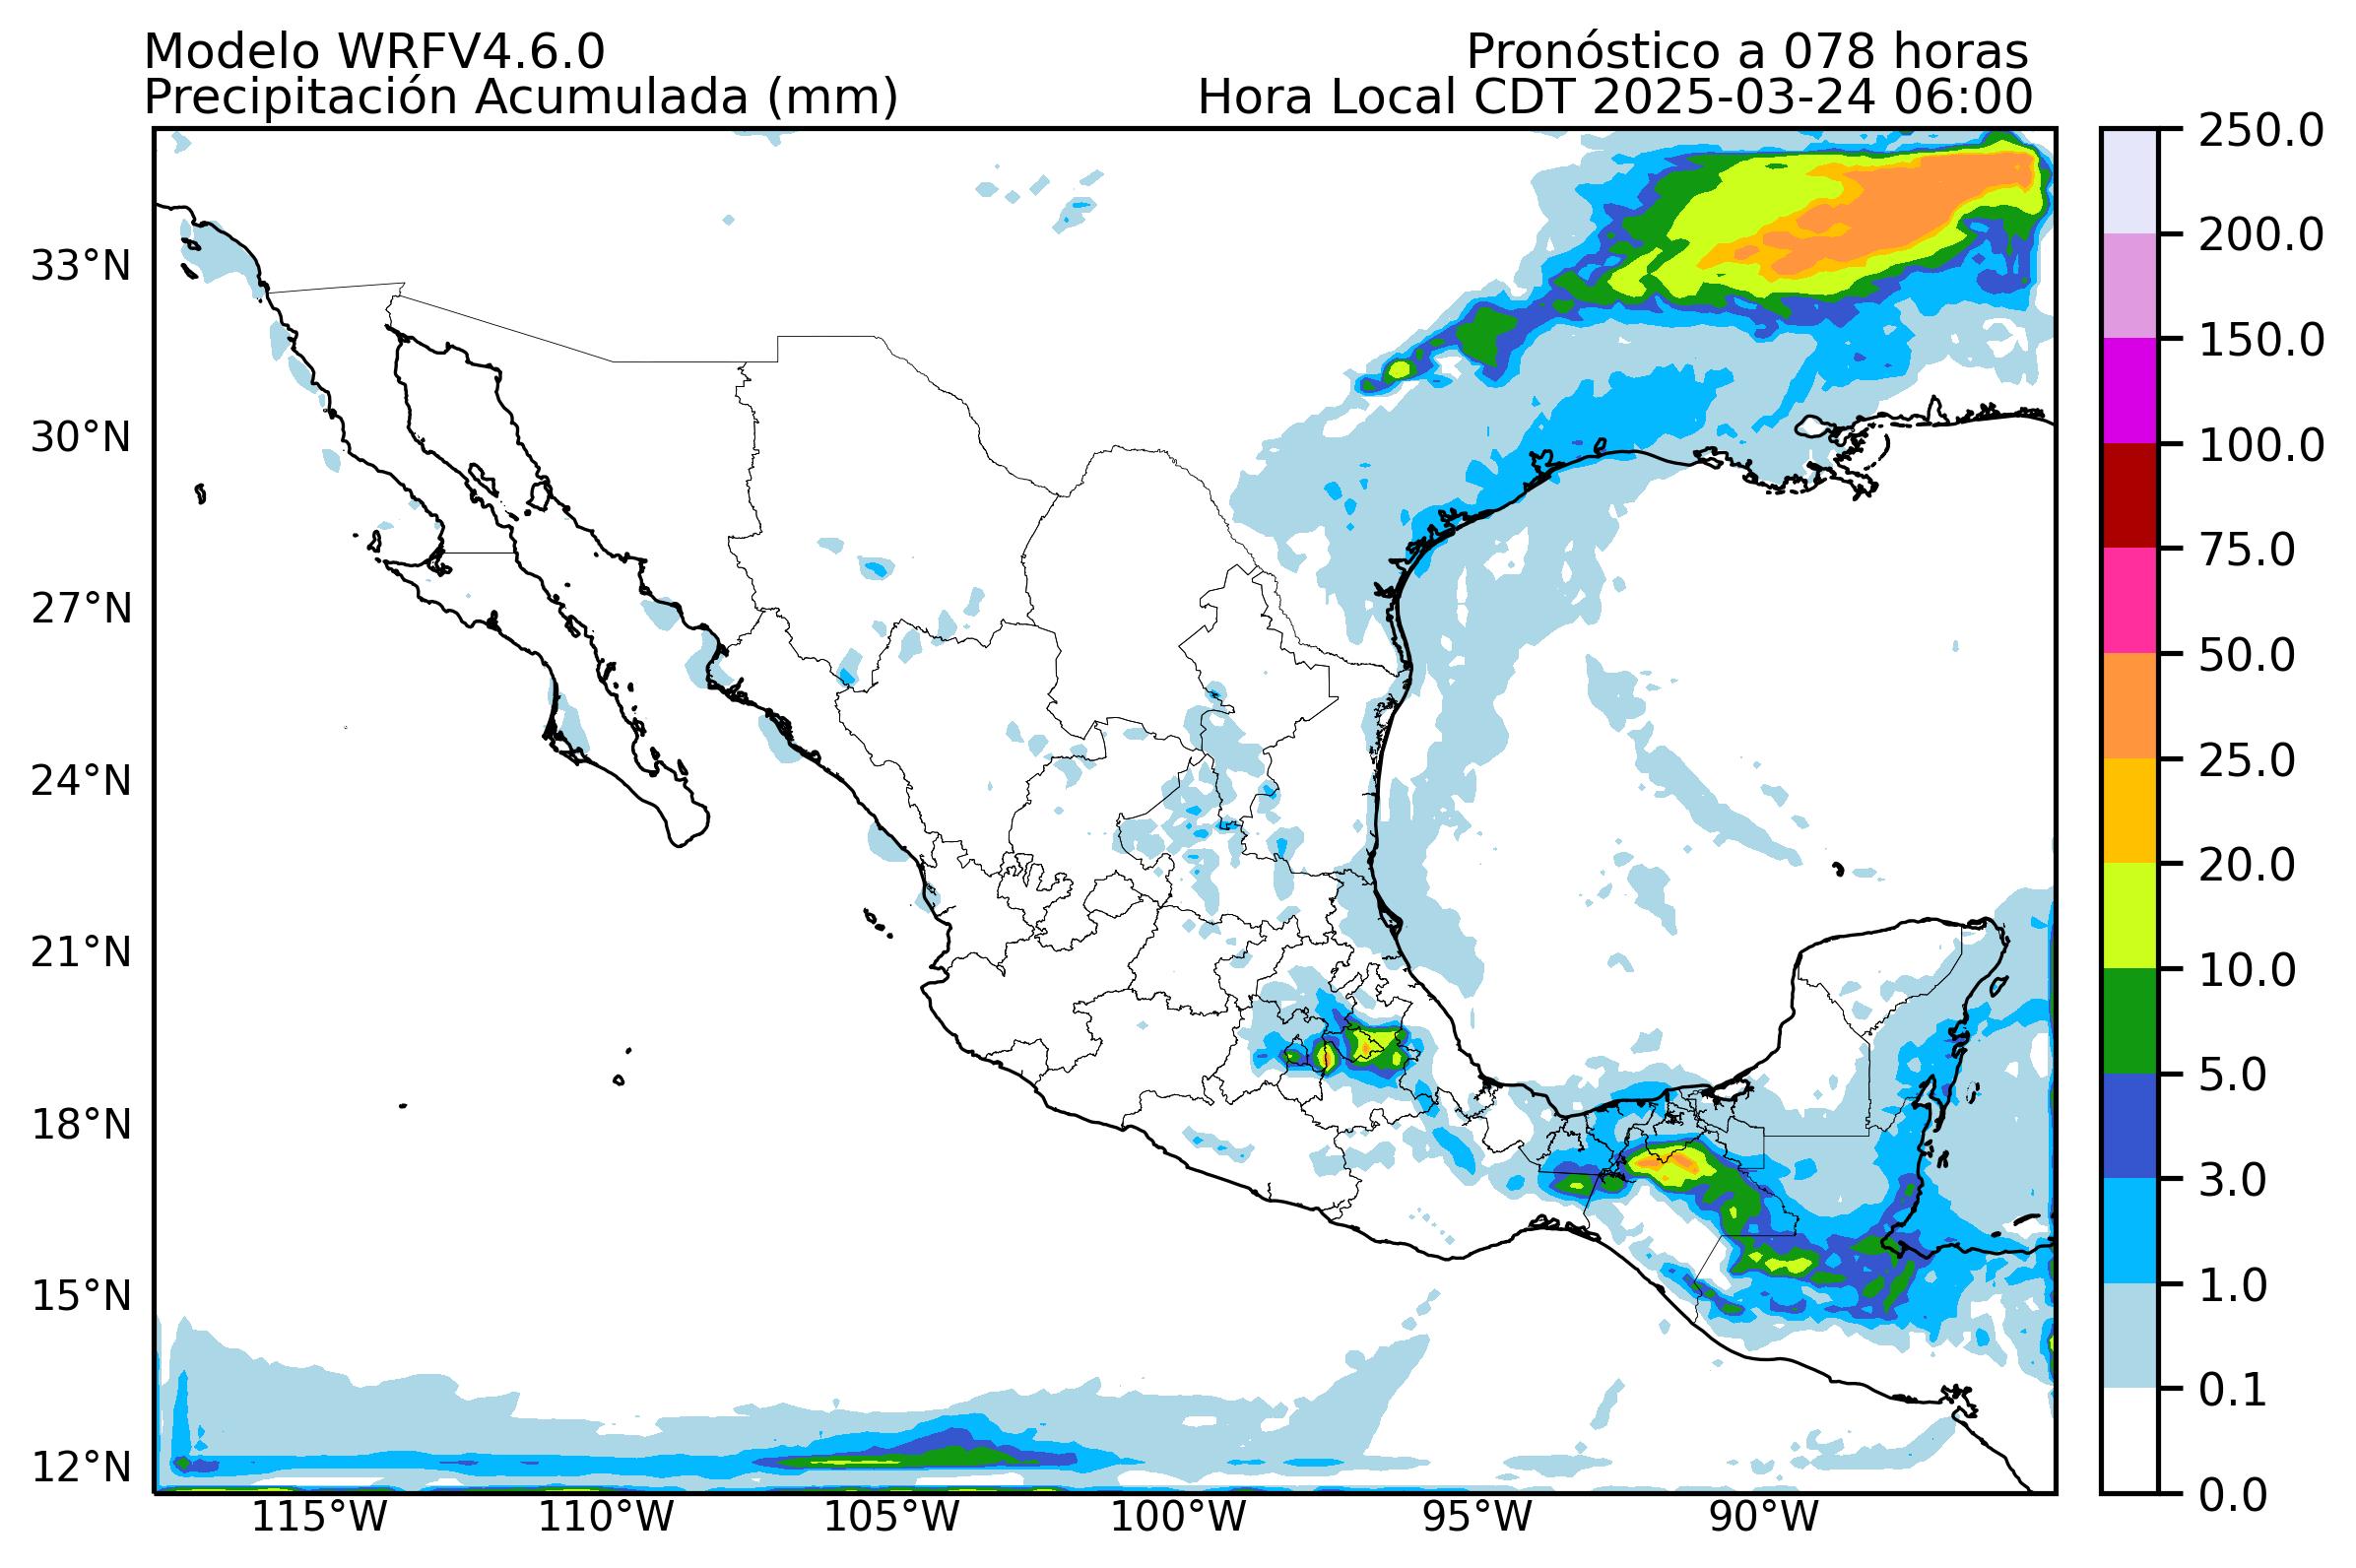 Modelo WRFV4.6.0
Pronóstico a 078 horas
Precipitación Acumulada (mm)
Hora Local CDT 2025-03-24 06:00
250.0
200.0
150.0
100.0
75.0
50.0
25.0
20.0
10.0
5.0
3.0
1.0
0.1
0.0
33°N
30°N
27°N
24°N
21°N
18°N
15°N
12°N
115°W
110°W
105°W
100°W
95°W
90°W